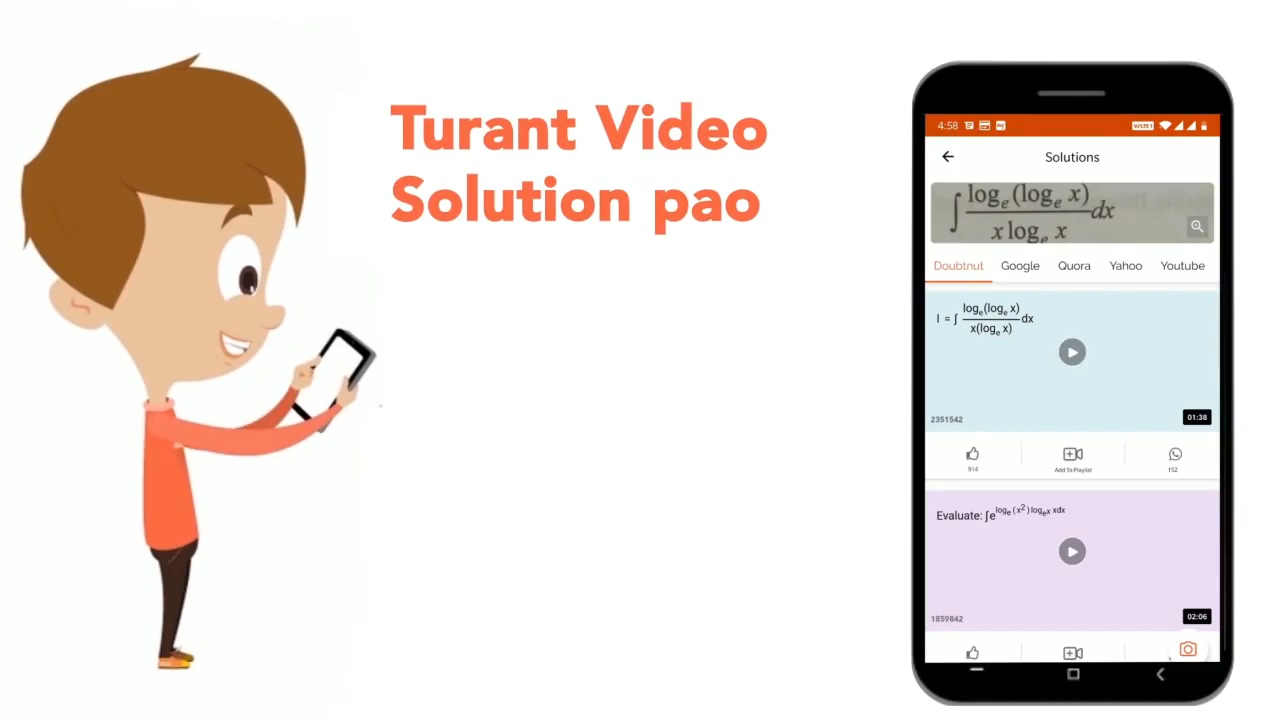 Turant Video
Solution pao
4:58
VoLTE1
Solutions
∫ logₑ(logₑ x) / x logₑ x dx
Doubtnut Google Quora Yahoo Youtube
I = ∫ logₑ(logₑ x) / x(logₑ x) dx
2351542 01:38
914 Add To Playlist 152
Evaluate: ∫e^logₑ(x²)logₑx xdx
1859842 02:06